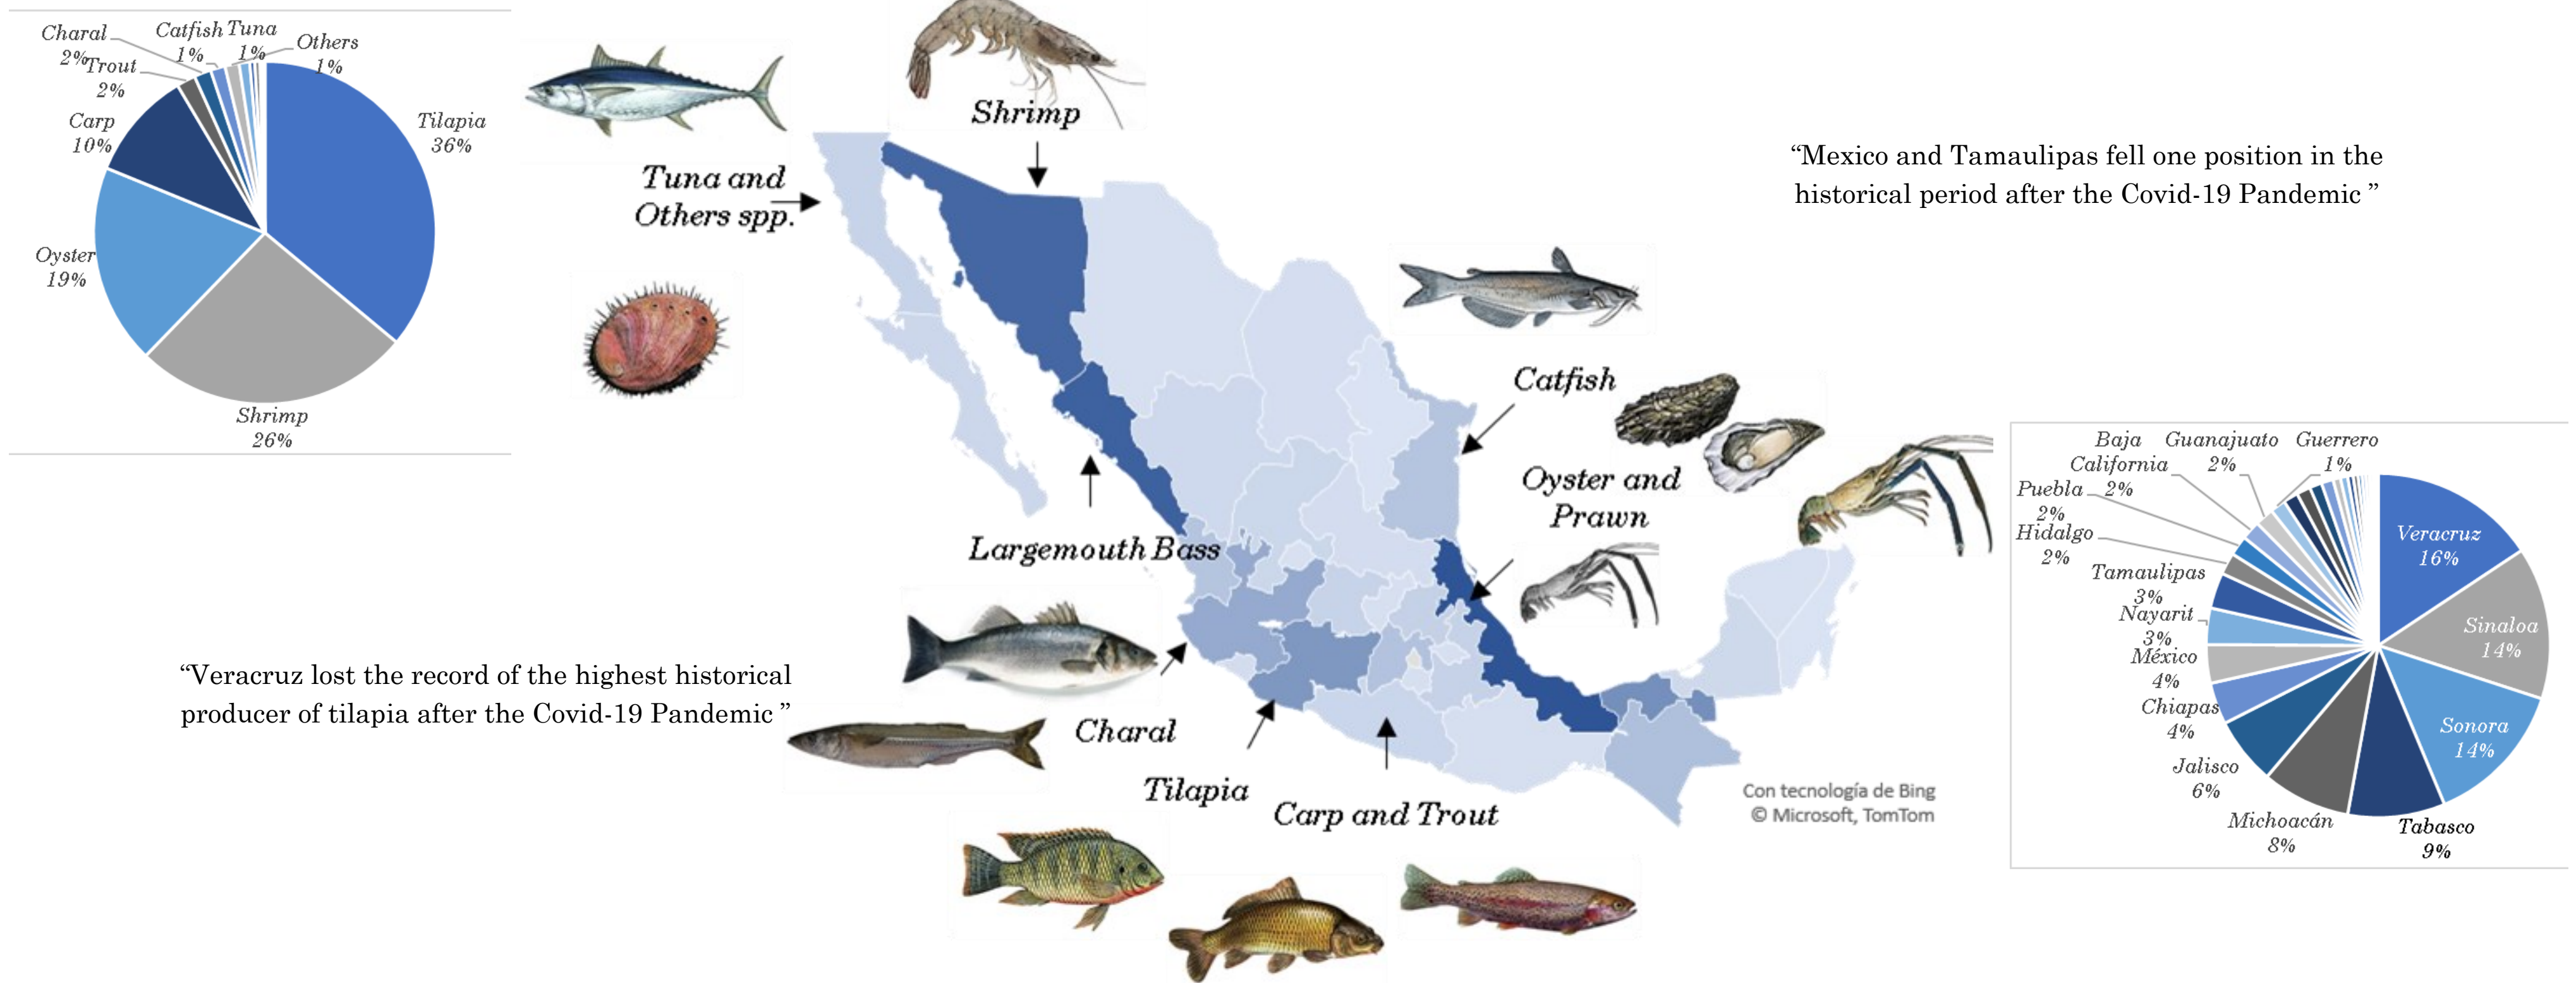 Charal
2%
Catfish
1%
Tuna
1%
Others
1%
Trout
2%
Carp
10%
Tilapia
36%
Oyster
19%
Shrimp
26%
Shrimp
Tuna and
Others spp.
“Mexico and Tamaulipas fell one position in the
historical period after the Covid-19 Pandemic ”
Catfish
Oyster and
Prawn
Largemouth Bass
“Veracruz lost the record of the highest historical
producer of tilapia after the Covid-19 Pandemic ”
Charal
Tilapia
Carp and Trout
Con tecnología de Bing
© Microsoft, TomTom
Baja
California
2%
Guanajuato
2%
Guerrero
1%
Puebla
2%
Hidalgo
2%
Tamaulipas
3%
Nayarit
3%
México
4%
Chiapas
4%
Jalisco
6%
Michoacán
8%
Tabasco
9%
Veracruz
16%
Sinaloa
14%
Sonora
14%